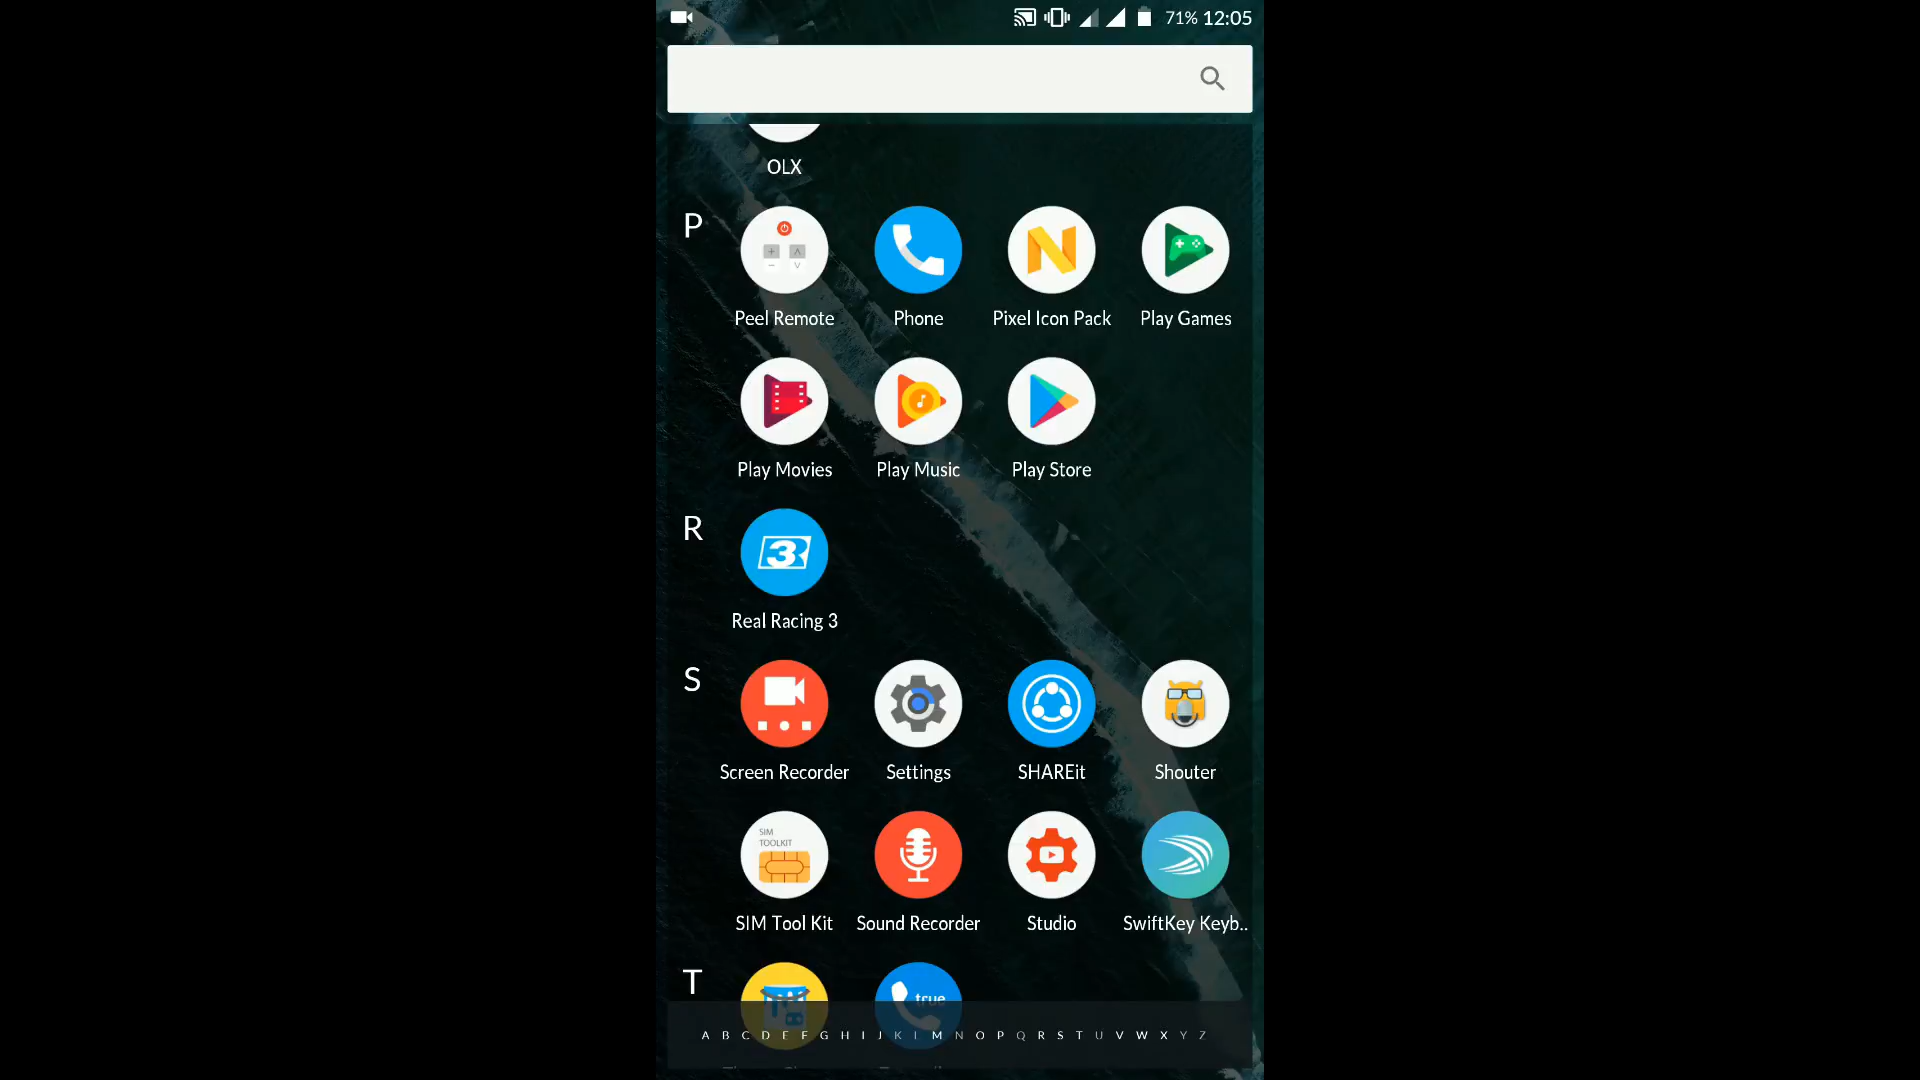 71% 12:05
OLX
P
Peel Remote Phone Pixel Icon Pack Play Games
Play Movies Play Music Play Store
R
3
Real Racing 3
S
Screen Recorder Settings SHAREit Shouter
SIM
TOOLKIT
SIM Tool Kit Sound Recorder Studio SwiftKey Keyb..
T
true
A B C D E F G H I J K L M N O P Q R S T U V W X Y Z